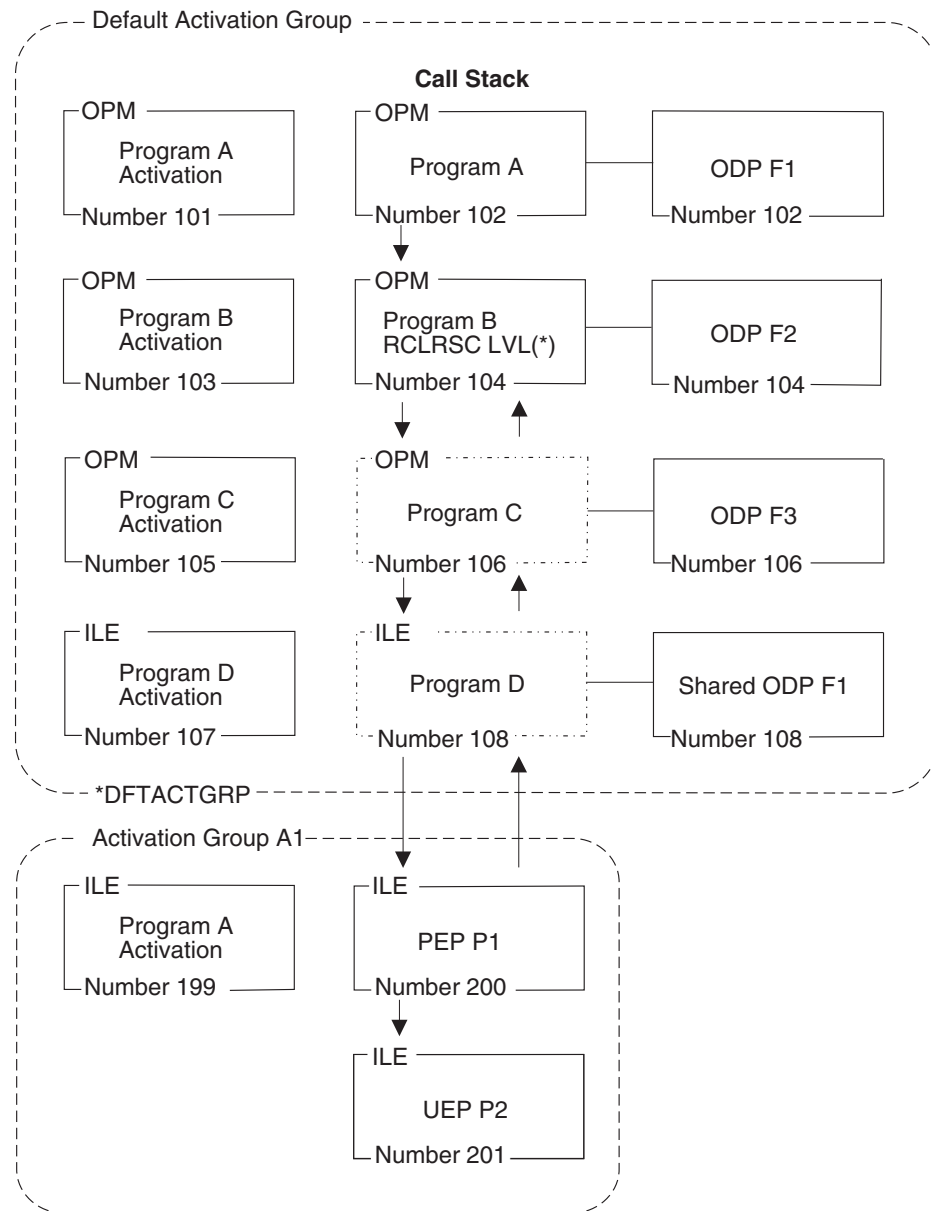 Default Activation Group
Call Stack
OPM
Program A
Activation
Number 101
OPM
Program A
Number 102
ODP F1
Number 102
OPM
Program B
Activation
Number 103
OPM
Program B
RCLRSC LVL(*)
Number 104
ODP F2
Number 104
OPM
Program C
Activation
Number 105
OPM
Program C
Number 106
ODP F3
Number 106
ILE
Program D
Activation
Number 107
ILE
Program D
Number 108
Shared ODP F1
Number 108
*DFTACTGRP
Activation Group A1
ILE
Program A
Activation
Number 199
ILE
PEP P1
Number 200
ILE
UEP P2
Number 201